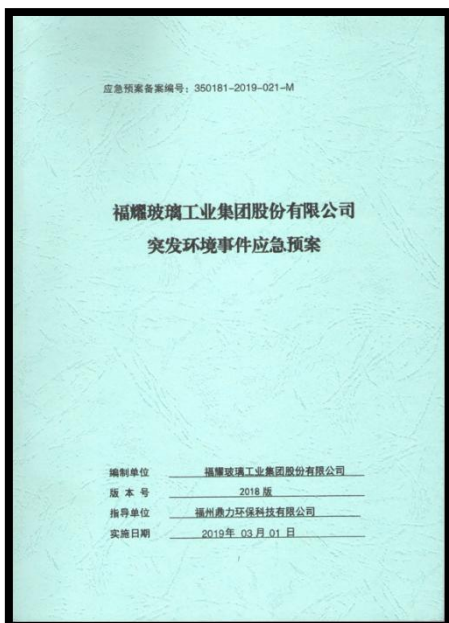 应急预案备案编号：350181-2019-021-M
福耀玻璃工业集团股份有限公司
突发环境事件应急预案
编制单位 福耀玻璃工业集团股份有限公司
版 本 号 2018 版
指导单位 福州鼎力环保科技有限公司
实施日期 2019年 03 月 01 日